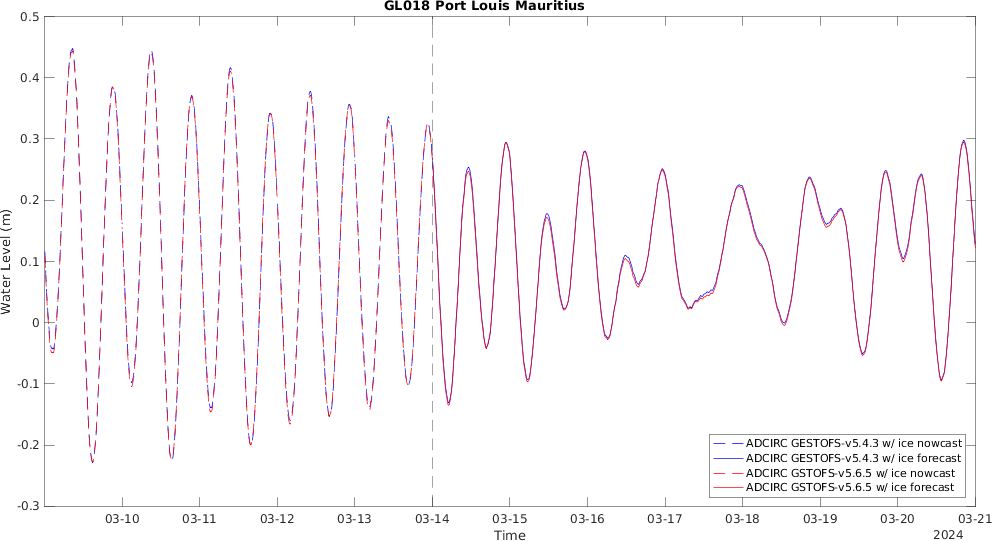 GL018 Port Louis Mauritius
0.5
0.4
0.3
0.2
0.1
0
-0.1
-0.2
-0.3
Water Level (m)
ADCIRC GESTOFS-v5.4.3 w/ ice nowcast
ADCIRC GESTOFS-v5.4.3 w/ ice forecast
ADCIRC GSTOFS-v5.6.5 w/ ice nowcast
ADCIRC GSTOFS-v5.6.5 w/ ice forecast
03-10 03-11 03-12 03-13 03-14 03-15 03-16 03-17 03-18 03-19 03-20 03-21
Time
2024